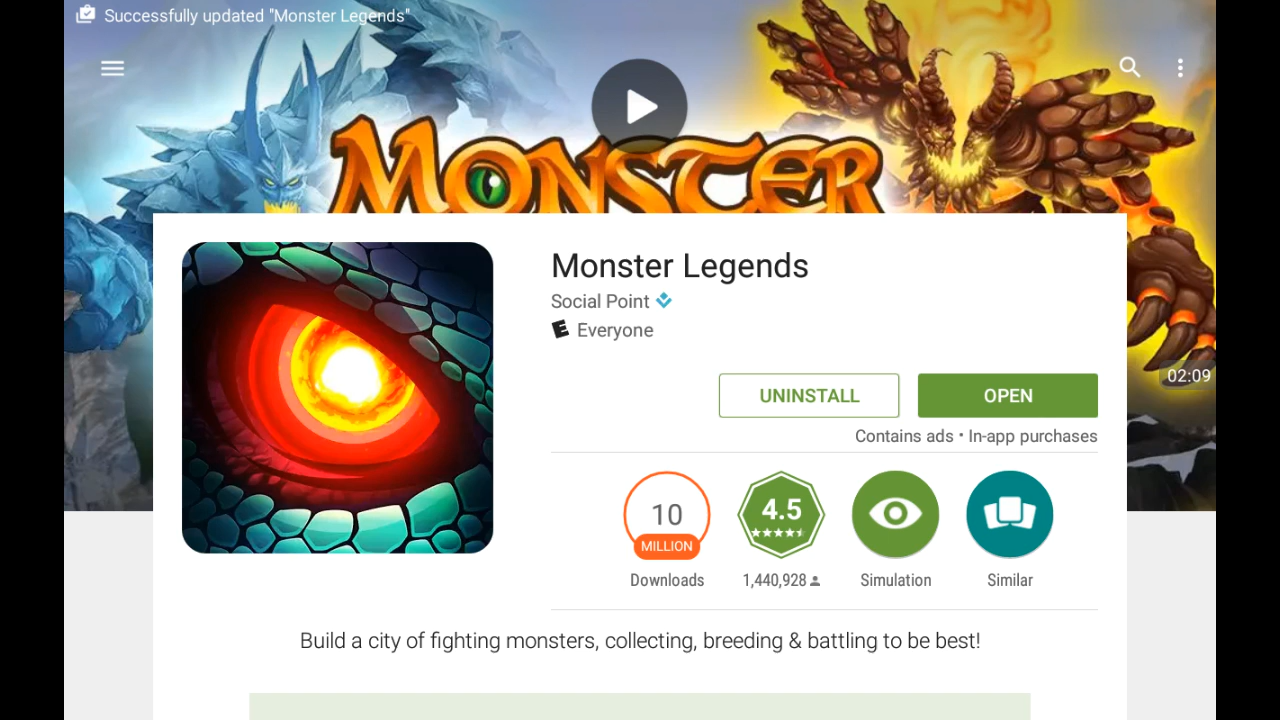 Successfully updated "Monster Legends"
MONSTER
Monster Legends
Social Point
E Everyone
UNINSTALL
OPEN
02:09
Contains ads • In-app purchases
10
MILLION
4.5
Downloads
1,440,928
Simulation
Similar
Build a city of fighting monsters, collecting, breeding & battling to be best!